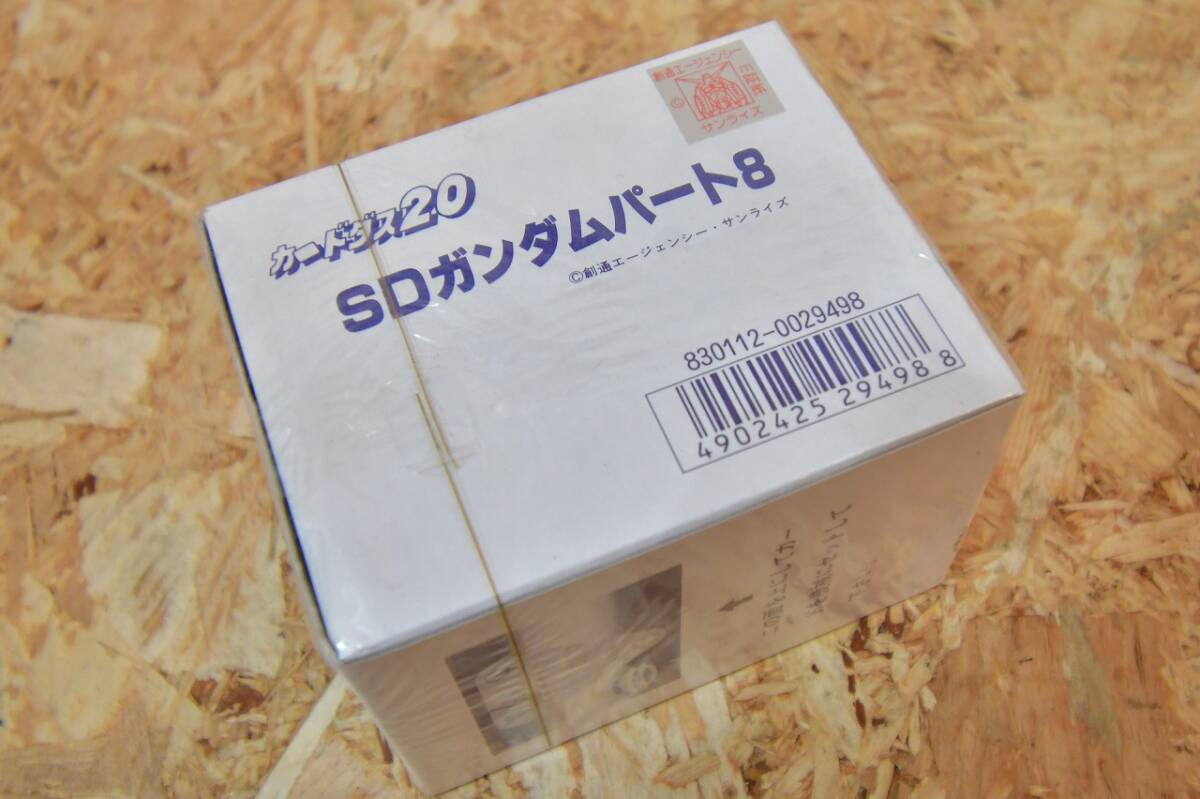 創通エージェンシー
©
サンライズ
カードダス20
SDガンダムパート8
©創通エージェンシー・サンライズ
830112-0029498
4902425 29498 8